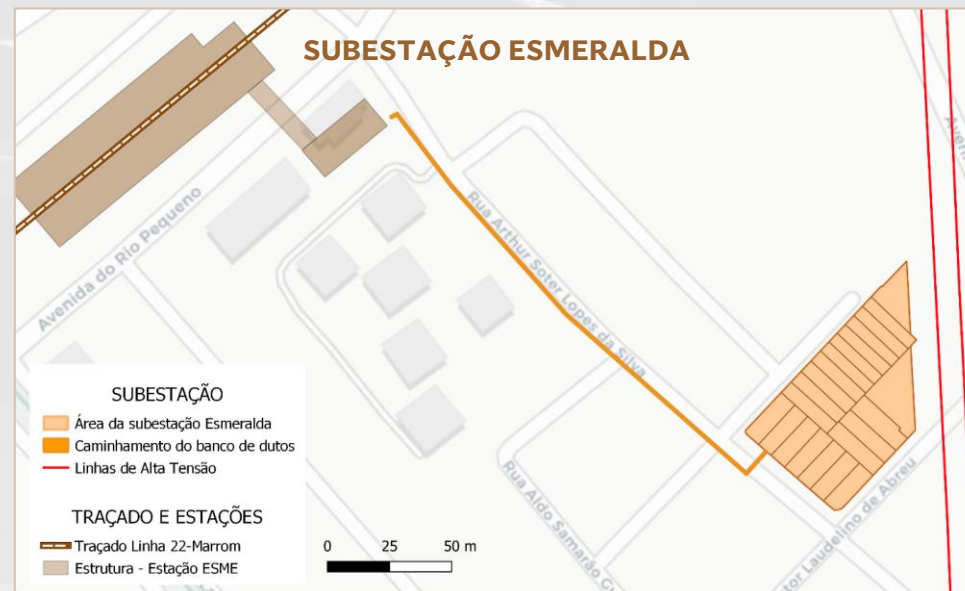 SUBESTAÇÃO ESMERALDA
Avenida do Rio Pequeno
Rua Arthur Soter Lopes da Silva
Rua Aldo Samarão
Laudelino de Abreu
SUBESTAÇÃO
Área da subestação Esmeralda
Caminhamento do banco de dutos
Linhas de Alta Tensão
TRAÇADO E ESTAÇÕES
Traçado Linha 22-Marrom
Estrutura - Estação ESME
0 25 50 m